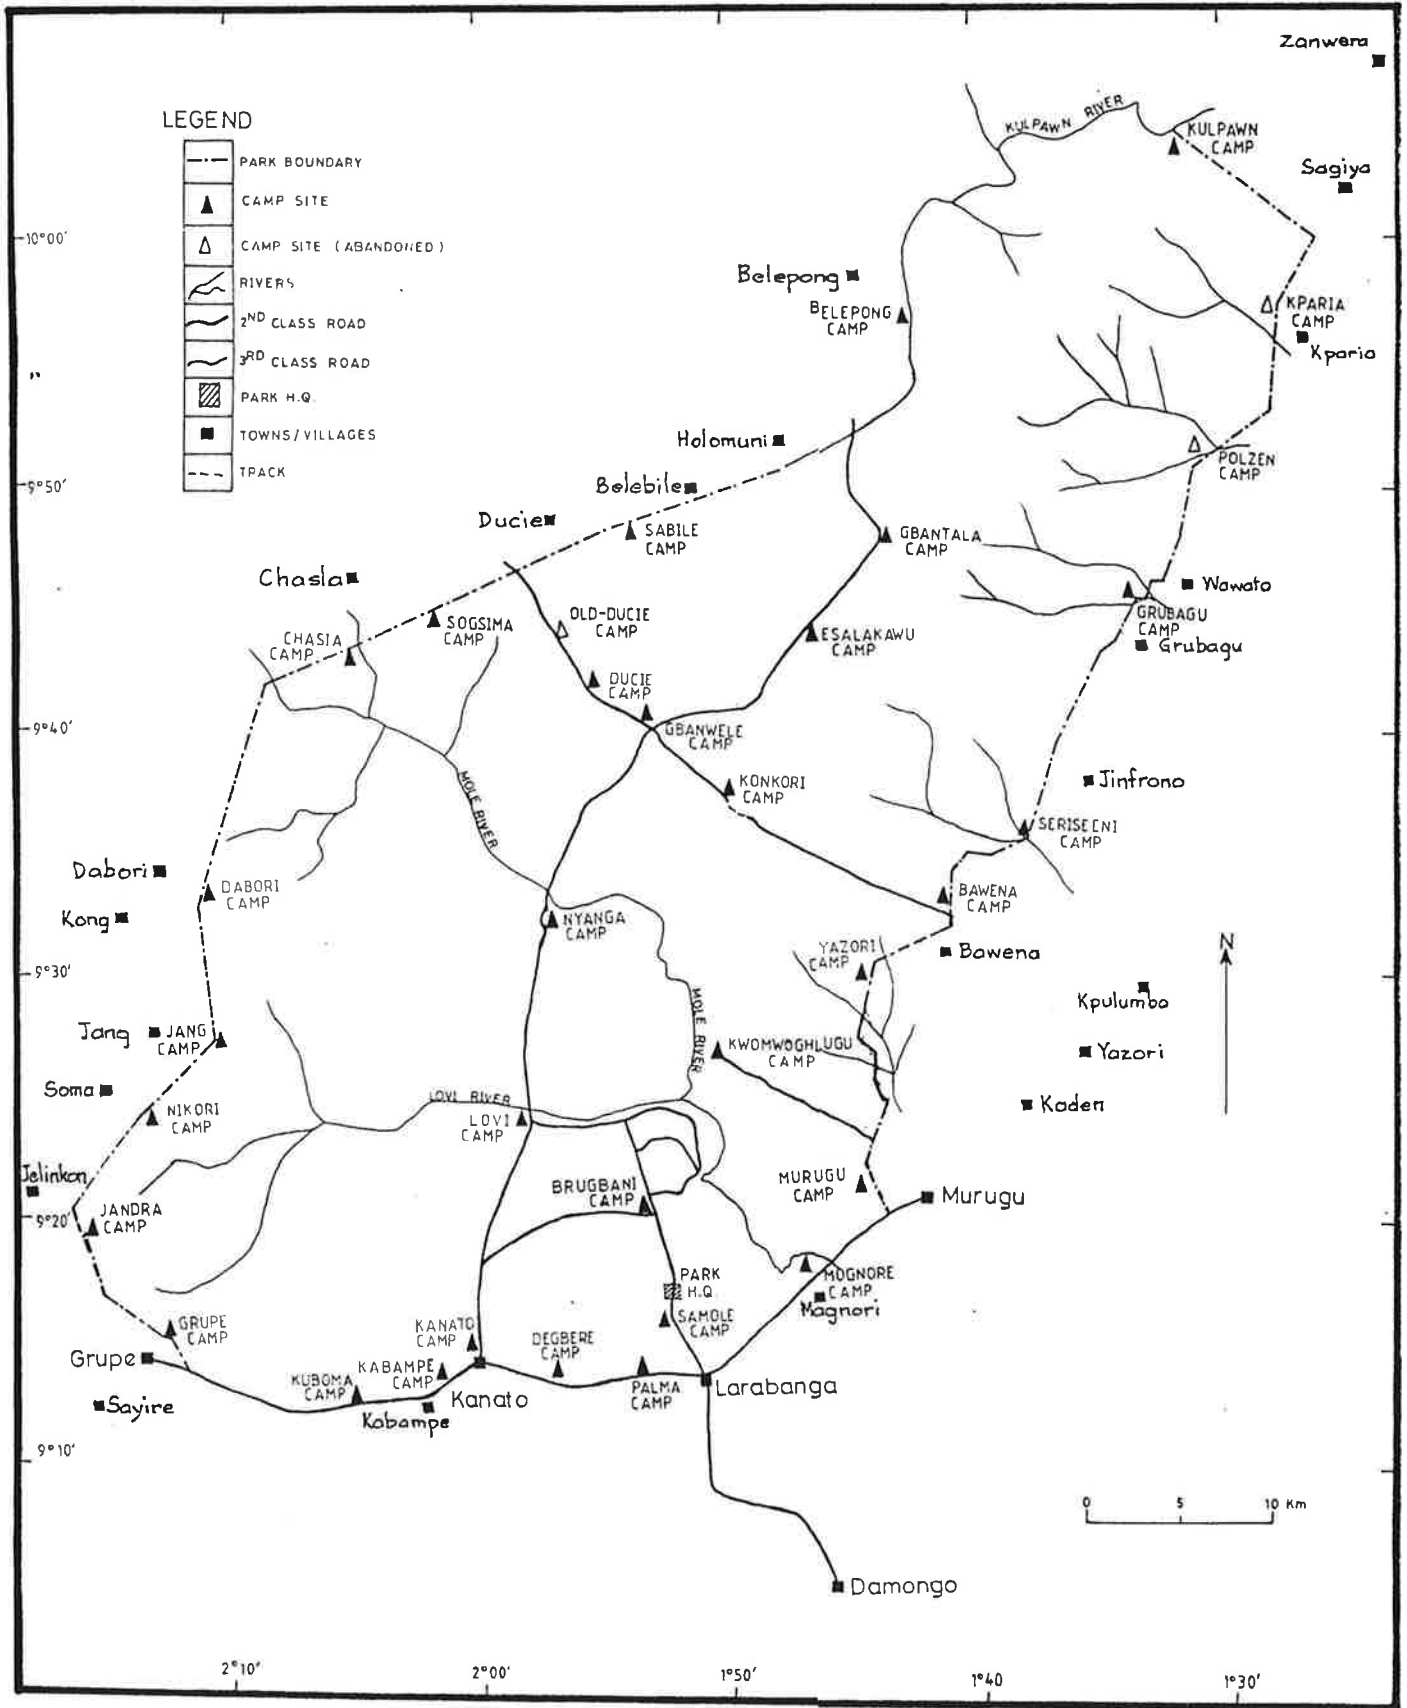 Zanwera
KULPAWN RIVER
KULPAWN
CAMP
LEGEND
PARK BOUNDARY
CAMP SITE
CAMP SITE (ABANDONED)
RIVERS
2ND CLASS ROAD
3RD CLASS ROAD
PARK H.Q.
TOWNS/VILLAGES
TRACK
Sagiya
10°00'
Belepong
BELEPONG
CAMP
KPARIA
CAMP
Kparia
Holomuni
POLZEN
CAMP
9°50'
Belebile
Ducie
SABILE
CAMP
GBANTALA
CAMP
Chasla
Wawato
OLD-DUCIE
CAMP
SOGSIMA
CAMP
CHASIA
CAMP
ESALAKAWU
CAMP
GRUBAGU
CAMP
Grubagu
DUCIE
CAMP
9°40'
GBANWELE
CAMP
KONKORI
CAMP
Jinfrono
MOLE RIVER
SERISEENI
CAMP
Dabori
DABORI
CAMP
BAWENA
CAMP
Kong
NYANGA
CAMP
YAZORI
CAMP
Bawena
N
9°30'
Kpulumbo
MOLE RIVER
Jang
JANG
CAMP
KWOMWOGHLUGU
CAMP
Yazori
Soma
LOVI RIVER
Kaden
NIKORI
CAMP
LOVI
CAMP
Jelinkon
BRUGBANI
CAMP
MURUGU
CAMP
Murugu
9°20'
JANDRA
CAMP
PARK
H.Q.
MOGNORE
CAMP
Magnori
GRUPE
CAMP
KANATO
CAMP
DEGBERE
CAMP
SAMOLE
CAMP
Grupe
KABAMPE
CAMP
KUBOMA
CAMP
PALMA
CAMP
Larabanga
Kanato
Sayire
Kabampe
9°10'
0 5 10 Km
Damongo
2°10' 2°00' 1°50' 1°40 1°30'